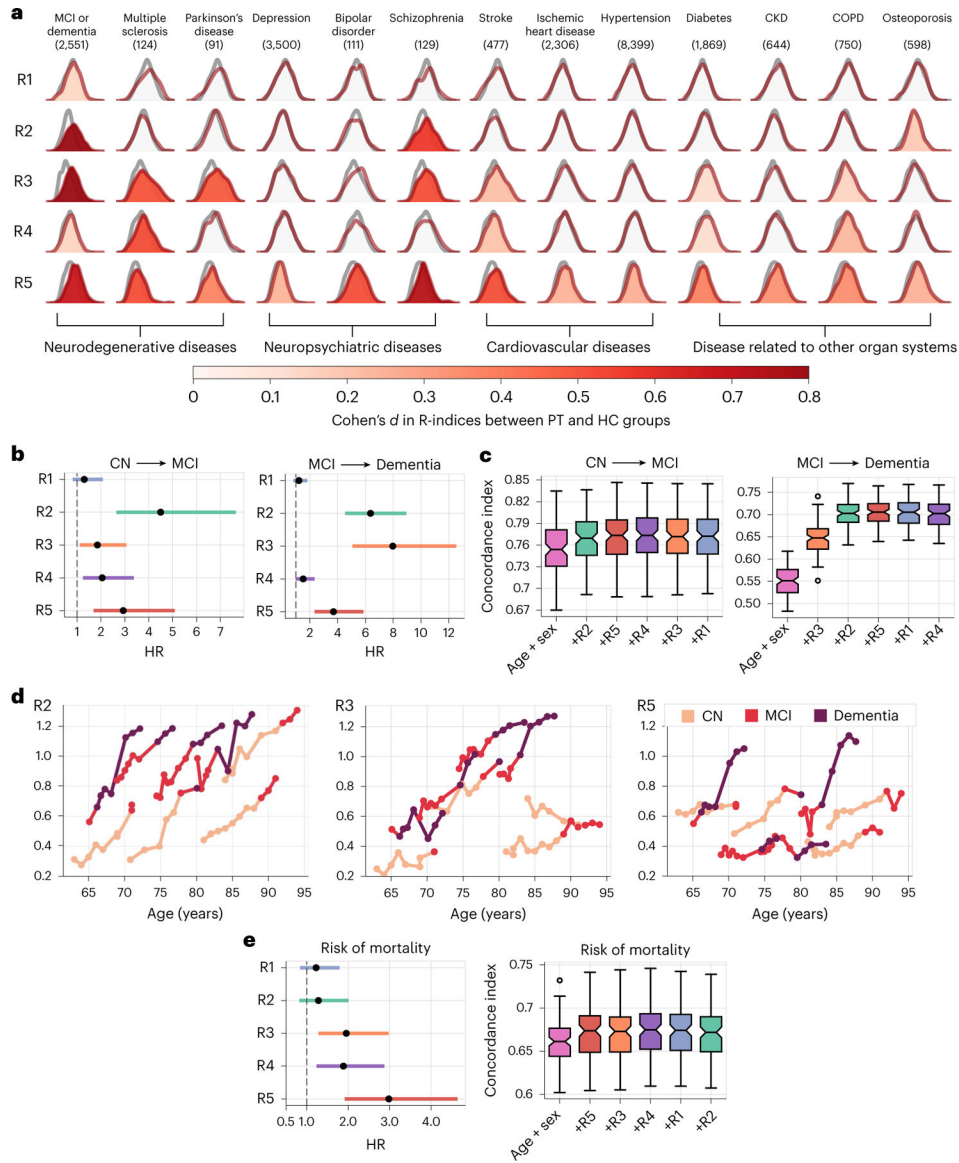 a
MCI or dementia (2,551)
Multiple sclerosis (124)
Parkinson's disease (91)
Depression (3,500)
Bipolar disorder (111)
Schizophrenia (129)
Stroke (477)
Ischemic heart disease (2,306)
Hypertension (8,399)
Diabetes (1,869)
CKD (644)
COPD (750)
Osteoporosis (598)
R1
R2
R3
R4
R5
Neurodegenerative diseases
Neuropsychiatric diseases
Cardiovascular diseases
Disease related to other organ systems
0 0.1 0.2 0.3 0.4 0.5 0.6 0.7 0.8
Cohen's d in R-indices between PT and HC groups
b
CN → MCI
R1
R2
R3
R4
R5
1 2 3 4 5 6 7
HR
MCI → Dementia
R1
R2
R3
R4
R5
2 4 6 8 10 12
HR
c
CN → MCI
Concordance index
0.85
0.82
0.79
0.76
0.73
0.70
0.67
Age + sex
+R2
+R5
+R4
+R3
+R1
MCI → Dementia
0.75
0.70
0.65
0.60
0.55
0.50
Age + sex
+R3
+R2
+R5
+R1
+R4
d
R2
1.2
1.0
0.8
0.6
0.4
0.2
65 70 75 80 85 90 95
Age (years)
R3
1.2
1.0
0.8
0.6
0.4
0.2
65 70 75 80 85 90 95
Age (years)
R5
CN MCI Dementia
1.2
1.0
0.8
0.6
0.4
0.2
65 70 75 80 85 90 95
Age (years)
e
Risk of mortality
R1
R2
R3
R4
R5
0.5 1.0 2.0 3.0 4.0
HR
Risk of mortality
Concordance index
0.75
0.7
0.65
0.6
Age + sex
+R5
+R3
+R4
+R1
+R2